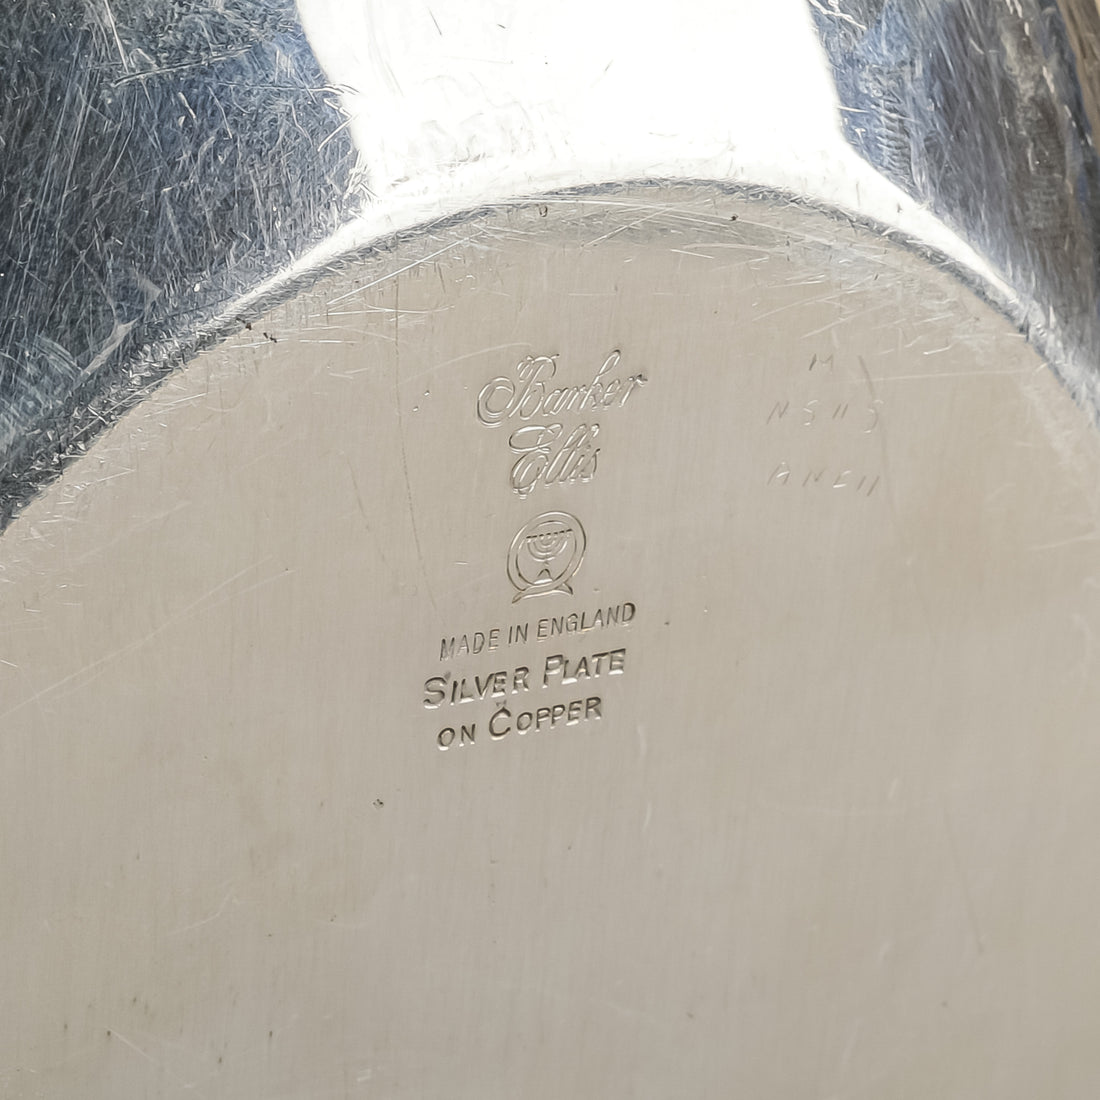 Barker
Ellis
MADE IN ENGLAND
SILVER PLATE
ON COPPER
M